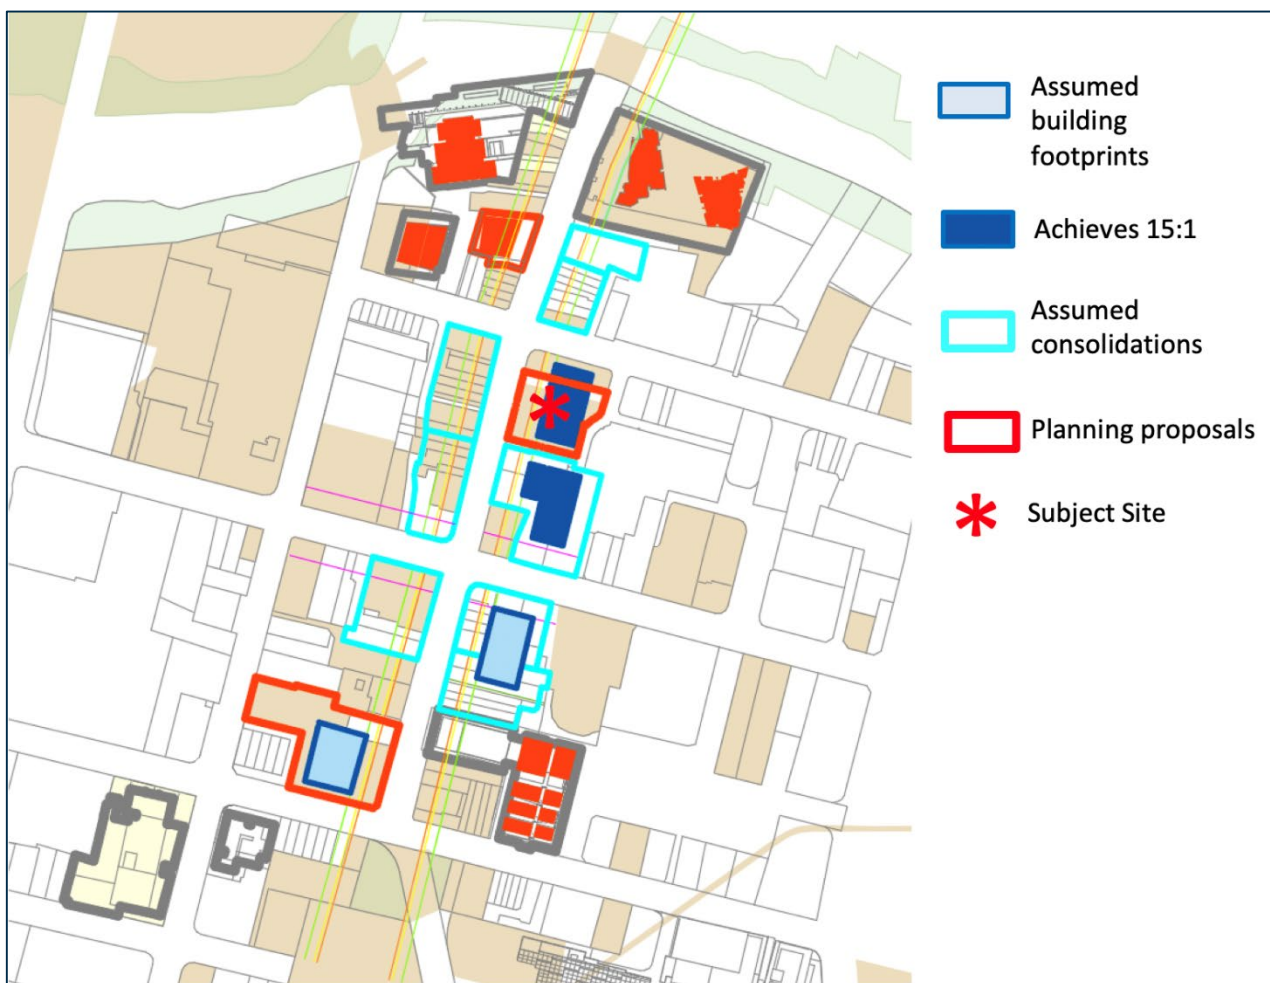 Assumed
building
footprints
Achieves 15:1
Assumed
consolidations
Planning proposals
Subject Site